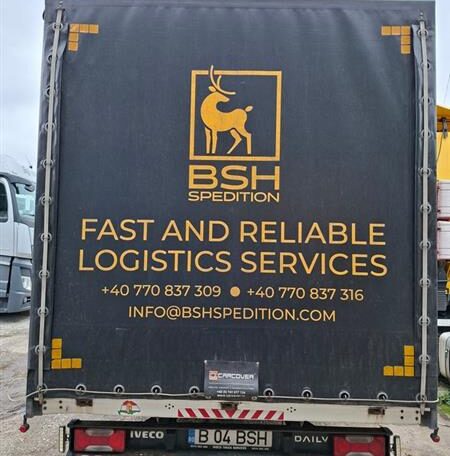 BSH
SPEDITION
FAST AND RELIABLE
LOGISTICS SERVICES
+40 770 837 309 ● +40 770 837 316
INFO@BSHSPEDITION.COM
CARCOVER
IVECO
B 04 BSH
DAILY